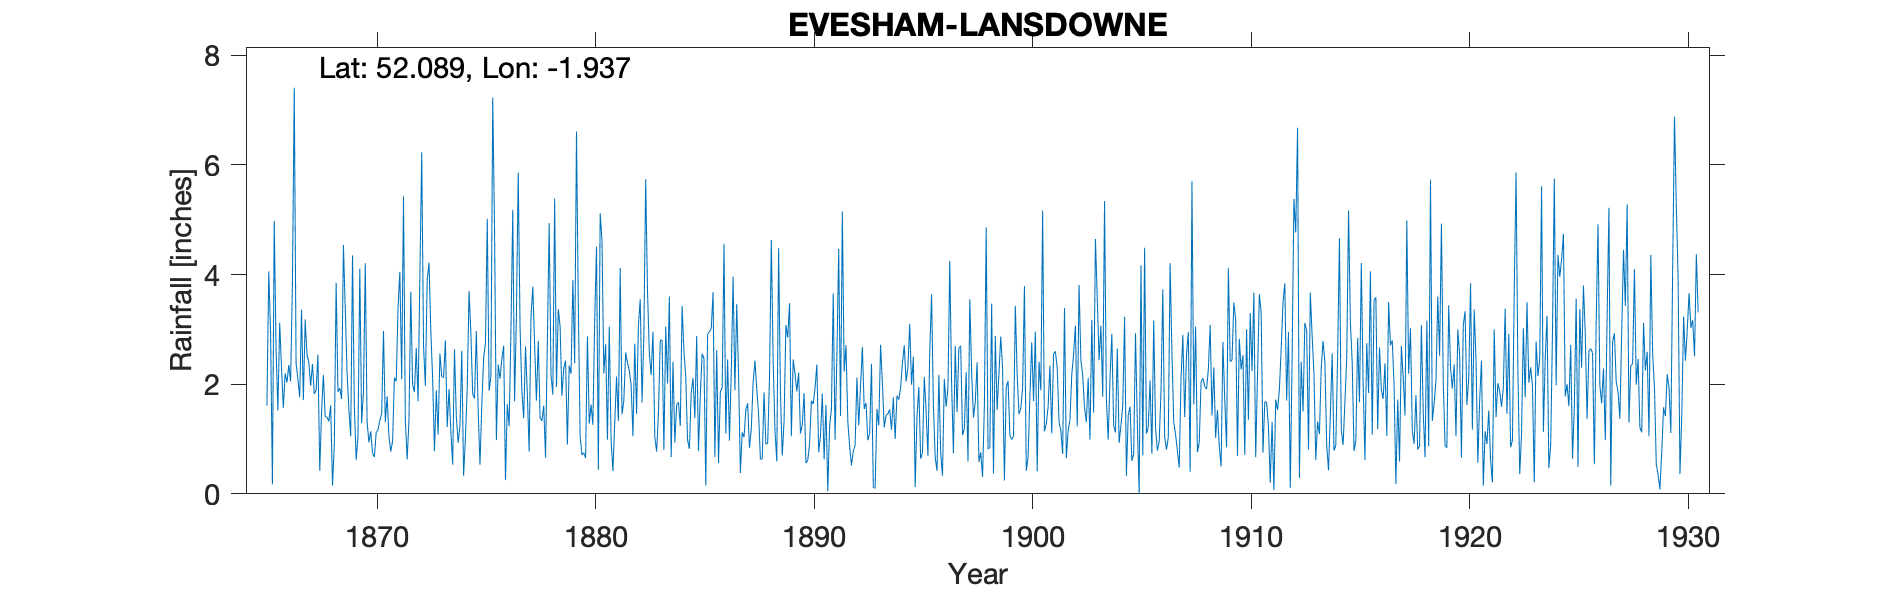 EVESHAM-LANSDOWNE
Lat: 52.089, Lon: -1.937
Rainfall [inches]
8
6
4
2
0
1870 1880 1890 1900 1910 1920 1930
Year